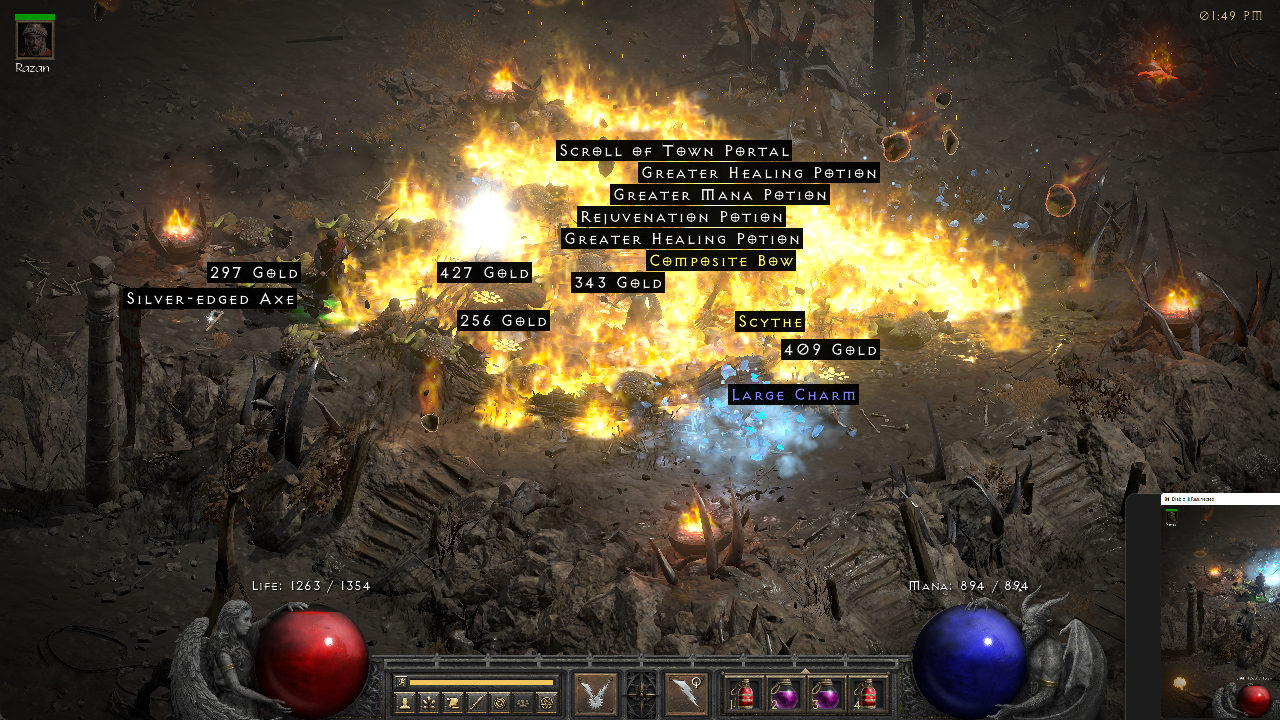 01:49 PM
Razan
Scroll of Town Portal
Greater Healing Potion
Greater Mana Potion
Rejuvenation Potion
Greater Healing Potion
Composite Bow
297 Gold
427 Gold
343 Gold
Silver-edged Axe
256 Gold
Scythe
409 Gold
Large Charm
Life: 1263 / 1354
Mana: 894 / 894
1
2
3
4